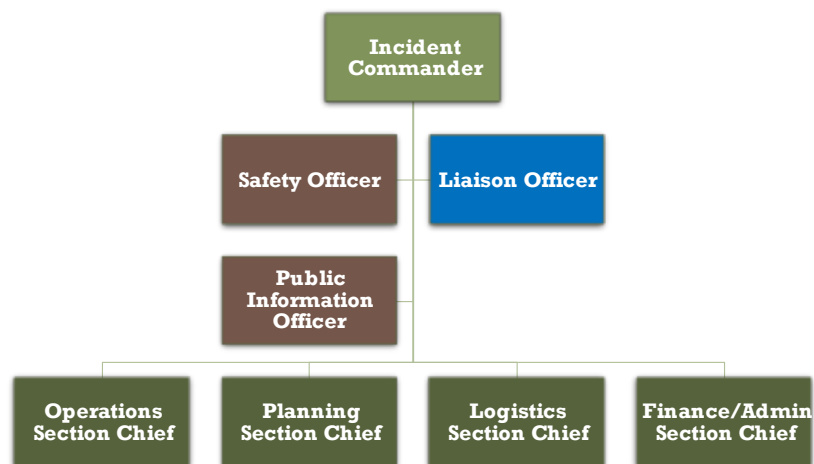 Incident
Commander
Safety Officer
Liaison Officer
Public
Information
Officer
Operations
Section Chief
Planning
Section Chief
Logistics
Section Chief
Finance/Admin
Section Chief